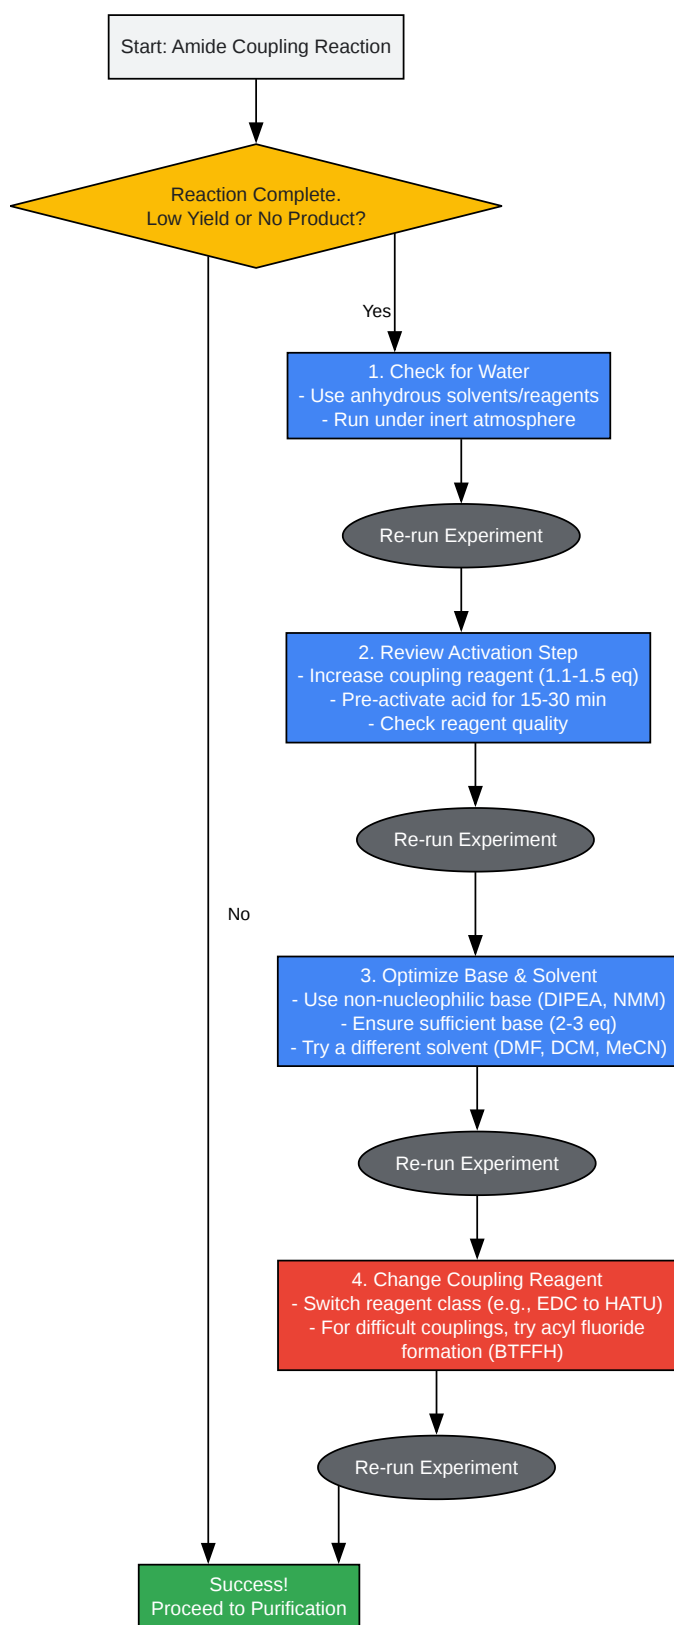 Start: Amide Coupling Reaction
Reaction Complete.
Low Yield or No Product?
Yes
1. Check for Water
- Use anhydrous solvents/reagents
- Run under inert atmosphere
Re-run Experiment
2. Review Activation Step
- Increase coupling reagent (1.1-1.5 eq)
- Pre-activate acid for 15-30 min
- Check reagent quality
Re-run Experiment
No
3. Optimize Base & Solvent
- Use non-nucleophilic base (DIPEA, NMM)
- Ensure sufficient base (2-3 eq)
- Try a different solvent (DMF, DCM, MeCN)
Re-run Experiment
4. Change Coupling Reagent
- Switch reagent class (e.g., EDC to HATU)
- For difficult couplings, try acyl fluoride
formation (BTFFH)
Re-run Experiment
Success!
Proceed to Purification